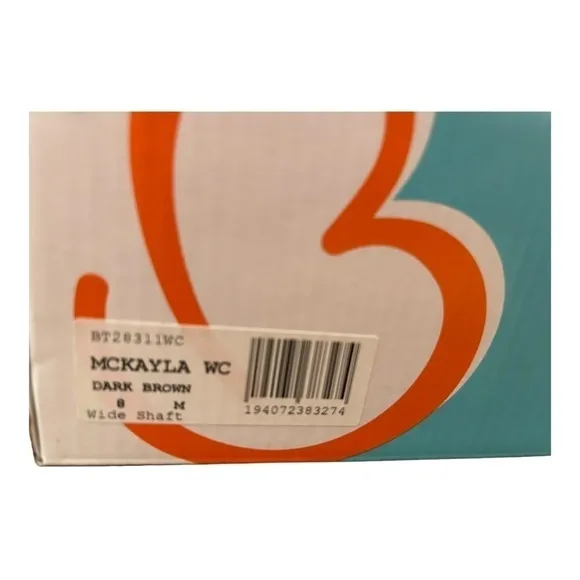 BT28311WC
MCKAYLA WC
DARK BROWN
8 M
Wide Shaft
194072383274